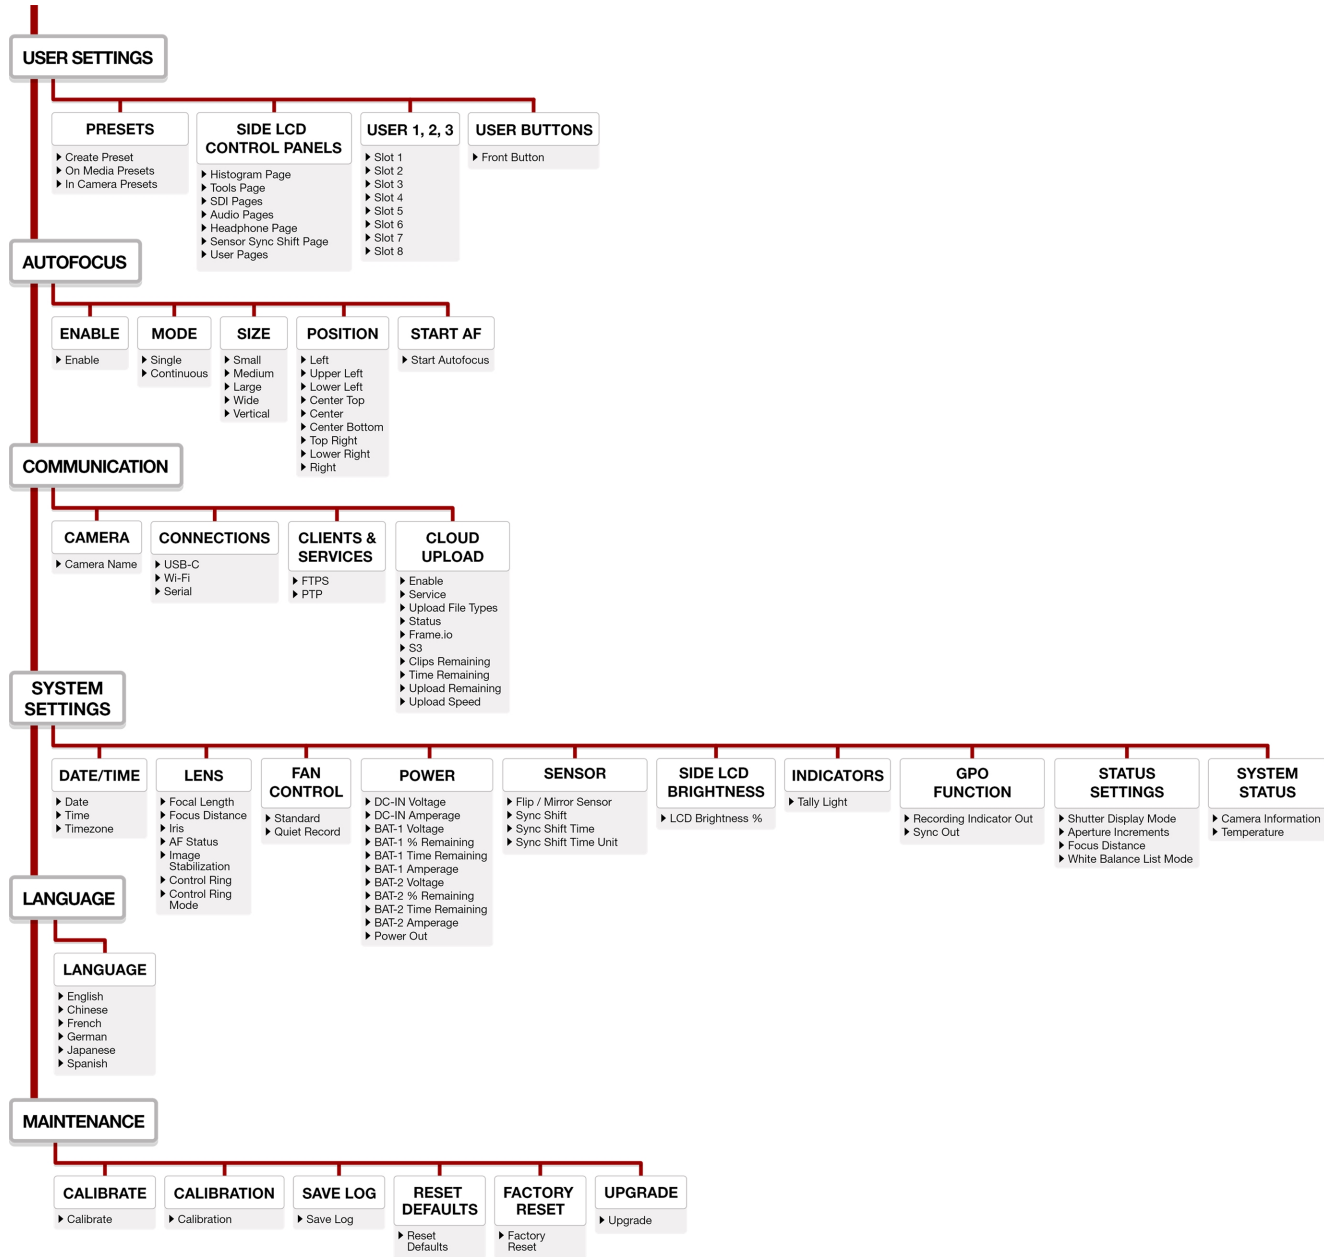 USER SETTINGS
PRESETS
Create Preset
On Media Presets
In Camera Presets
SIDE LCD
CONTROL PANELS
Histogram Page
Tools Page
SDI Pages
Audio Pages
Headphone Page
Sensor Sync Shift Page
User Pages
USER 1, 2, 3
Slot 1
Slot 2
Slot 3
Slot 4
Slot 5
Slot 6
Slot 7
Slot 8
USER BUTTONS
Front Button
AUTOFOCUS
ENABLE
Enable
MODE
Single
Continuous
SIZE
Small
Medium
Large
Wide
Vertical
POSITION
Left
Upper Left
Lower Left
Center Top
Center
Center Bottom
Top Right
Lower Right
Right
START AF
Start Autofocus
COMMUNICATION
CAMERA
Camera Name
CONNECTIONS
USB-C
Wi-Fi
Serial
CLIENTS &
SERVICES
FTPS
PTP
CLOUD
UPLOAD
Enable
Service
Upload File Types
Status
Frame.io
S3
Clips Remaining
Time Remaining
Upload Remaining
Upload Speed
SYSTEM
SETTINGS
DATE/TIME
Date
Time
Timezone
LENS
Focal Length
Focus Distance
Iris
AF Status
Image
Stabilization
Control Ring
Control Ring
Mode
FAN
CONTROL
Standard
Quiet Record
POWER
DC-IN Voltage
DC-IN Amperage
BAT-1 Voltage
BAT-1 % Remaining
BAT-1 Time Remaining
BAT-1 Amperage
BAT-2 Voltage
BAT-2 % Remaining
BAT-2 Time Remaining
BAT-2 Amperage
Power Out
SENSOR
Flip / Mirror Sensor
Sync Shift
Sync Shift Time
Sync Shift Time Unit
SIDE LCD
BRIGHTNESS
LCD Brightness %
INDICATORS
Tally Light
GPO
FUNCTION
Recording Indicator Out
Sync Out
STATUS
SETTINGS
Shutter Display Mode
Aperture Increments
Focus Distance
White Balance List Mode
SYSTEM
STATUS
Camera Information
Temperature
LANGUAGE
LANGUAGE
English
Chinese
French
German
Japanese
Spanish
MAINTENANCE
CALIBRATE
Calibrate
CALIBRATION
Calibration
SAVE LOG
Save Log
RESET
DEFAULTS
Reset
Defaults
FACTORY
RESET
Factory
Reset
UPGRADE
Upgrade